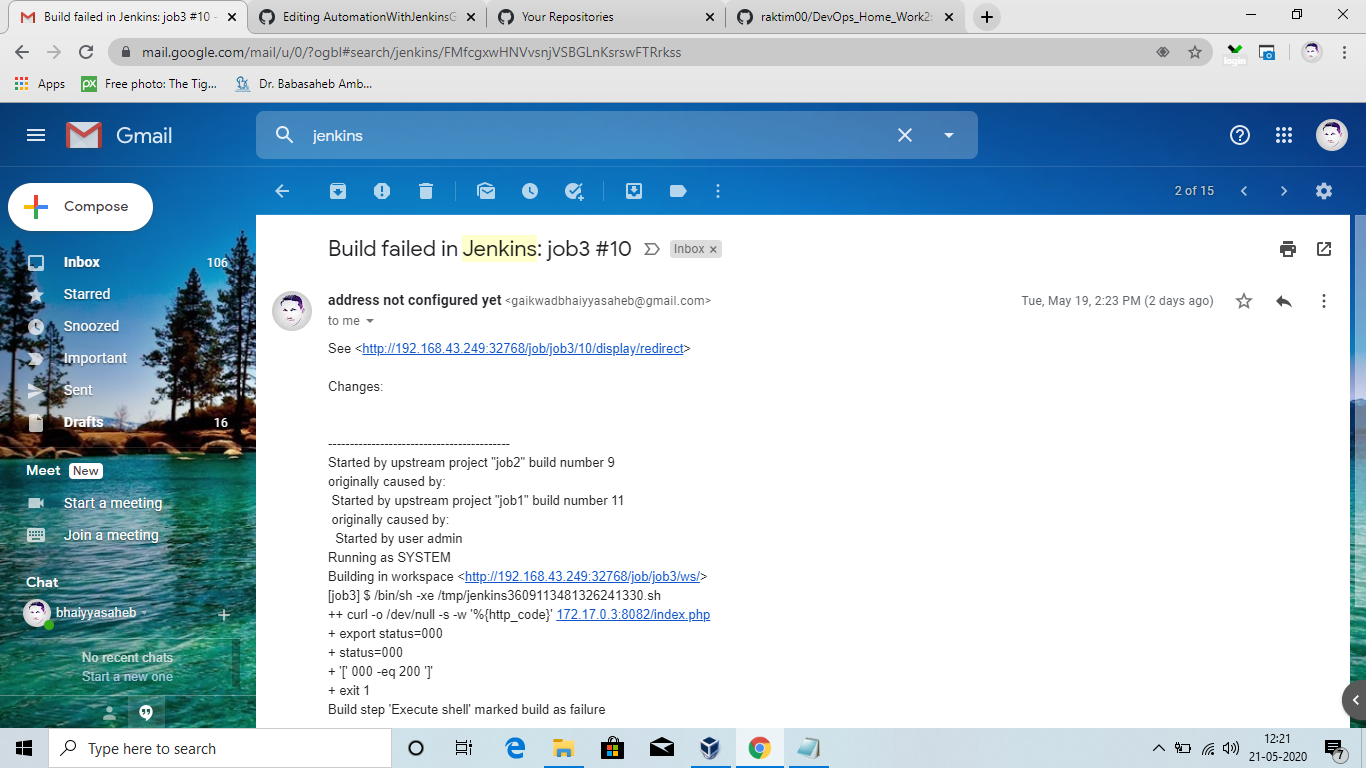 Build failed in Jenkins: job3 #10 -
Editing AutomationWithJenkinsG
Your Repositories
raktim00/DevOps_Home_Work2:
mail.google.com/mail/u/0/?ogbl#search/jenkins/FMfcgxwHNVvsnjVSBGLnKsrswFTRrkss
login
Apps
px
Free photo: The Tig...
Dr. Babasaheb Amb...
Gmail
jenkins
Compose
2 of 15
Inbox
106
Starred
Snoozed
Important
Sent
Drafts
16
Meet
New
Start a meeting
Join a meeting
Chat
bhaiyyasaheb
No recent chats
Start a new one
Build failed in Jenkins: job3 #10
Inbox ×
address not configured yet <gaikwadbhaiyyasaheb@gmail.com>
Tue, May 19, 2:23 PM (2 days ago)
to me
See <http://192.168.43.249:32768/job/job3/10/display/redirect>
Changes:
------------------------------------------
Started by upstream project "job2" build number 9
originally caused by:
Started by upstream project "job1" build number 11
originally caused by:
Started by user admin
Running as SYSTEM
Building in workspace <http://192.168.43.249:32768/job/job3/ws/>
[job3] $ /bin/sh -xe /tmp/jenkins3609113481326241330.sh
++ curl -o /dev/null -s -w '%{http_code}' 172.17.0.3:8082/index.php
+ export status=000
+ status=000
+ '[' 000 -eq 200 ']'
+ exit 1
Build step 'Execute shell' marked build as failure
Type here to search
12:21
21-05-2020
7